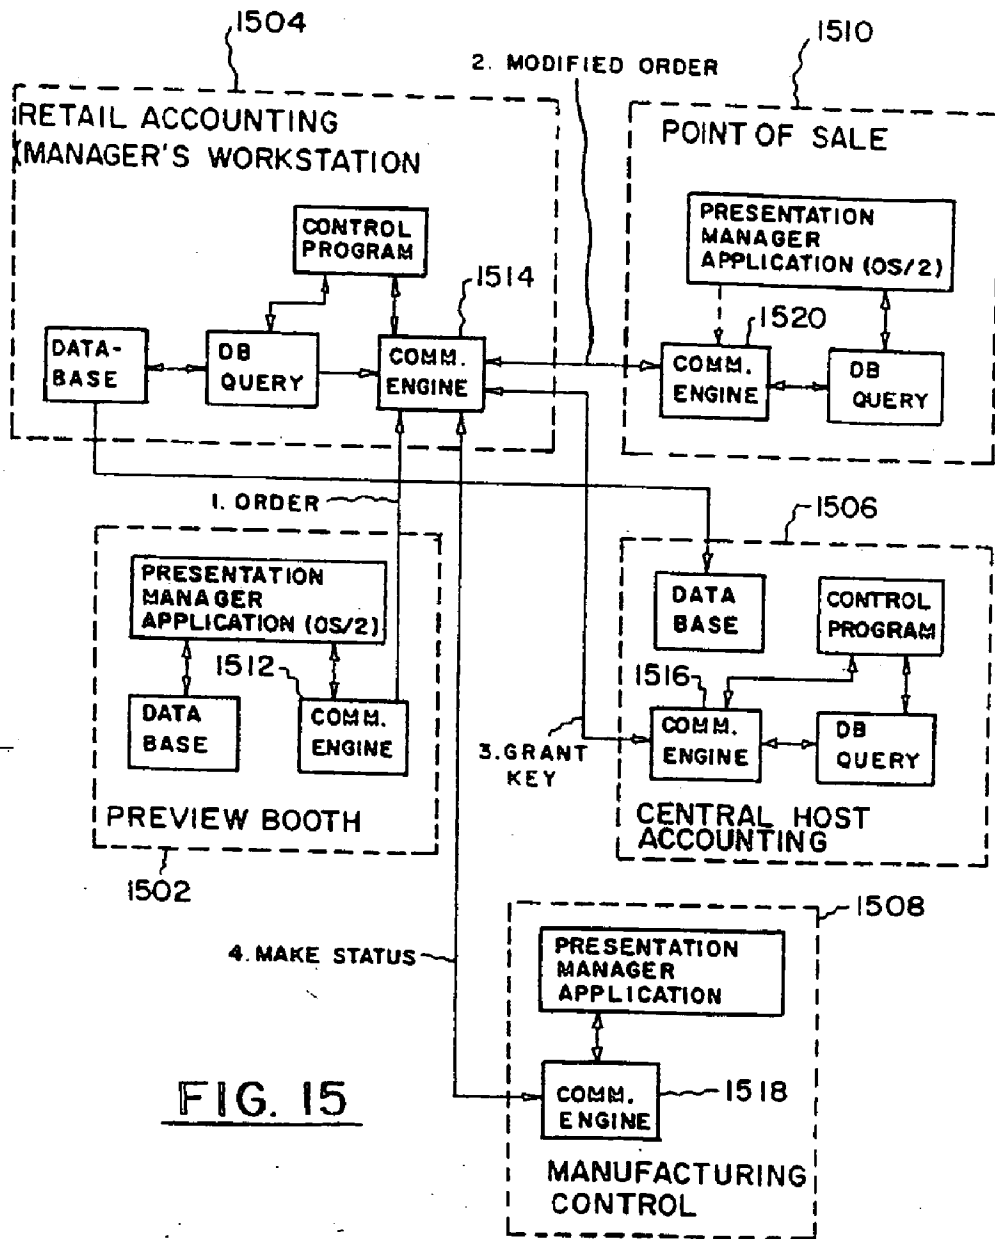 1504
1510
2. MODIFIED ORDER
RETAIL ACCOUNTING
(MANAGER'S WORKSTATION
POINT OF SALE
CONTROL
PROGRAM
PRESENTATION
MANAGER
APPLICATION (OS/2)
1514
1520
DATA-
BASE
DB
QUERY
COMM.
ENGINE
COMM.
ENGINE
DB
QUERY
1. ORDER
1506
PRESENTATION
MANAGER
APPLICATION (OS/2)
DATA
BASE
CONTROL
PROGRAM
1512
1516
DATA
BASE
COMM.
ENGINE
3. GRANT
KEY
COMM.
ENGINE
DB
QUERY
PREVIEW BOOTH
CENTRAL HOST
ACCOUNTING
1502
1508
4. MAKE STATUS
PRESENTATION
MANAGER
APPLICATION
FIG. 15
COMM.
ENGINE
1518
MANUFACTURING
CONTROL